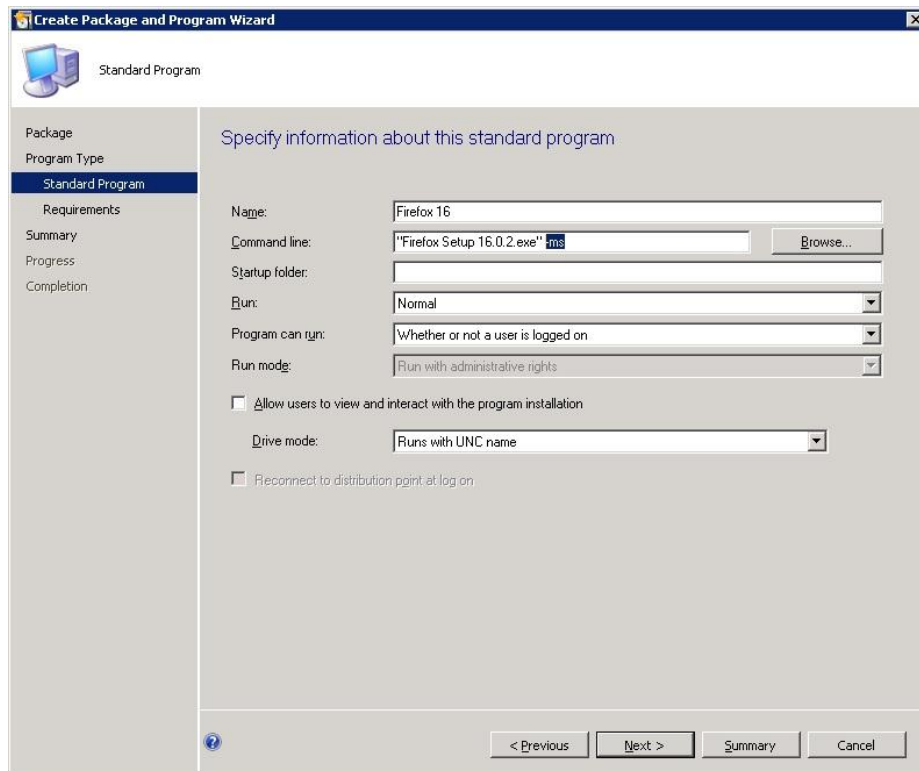 Create Package and Program Wizard
Standard Program
Package
Program Type
Standard Program
Requirements
Summary
Progress
Completion
Specify information about this standard program
Name: Firefox 16
Command line: "Firefox Setup 16.0.2.exe" -ms Browse...
Startup folder:
Run: Normal
Program can run: Whether or not a user is logged on
Run mode: Run with administrative rights
Allow users to view and interact with the program installation
Drive mode: Runs with UNC name
Reconnect to distribution point at log on
< Previous Next > Summary Cancel